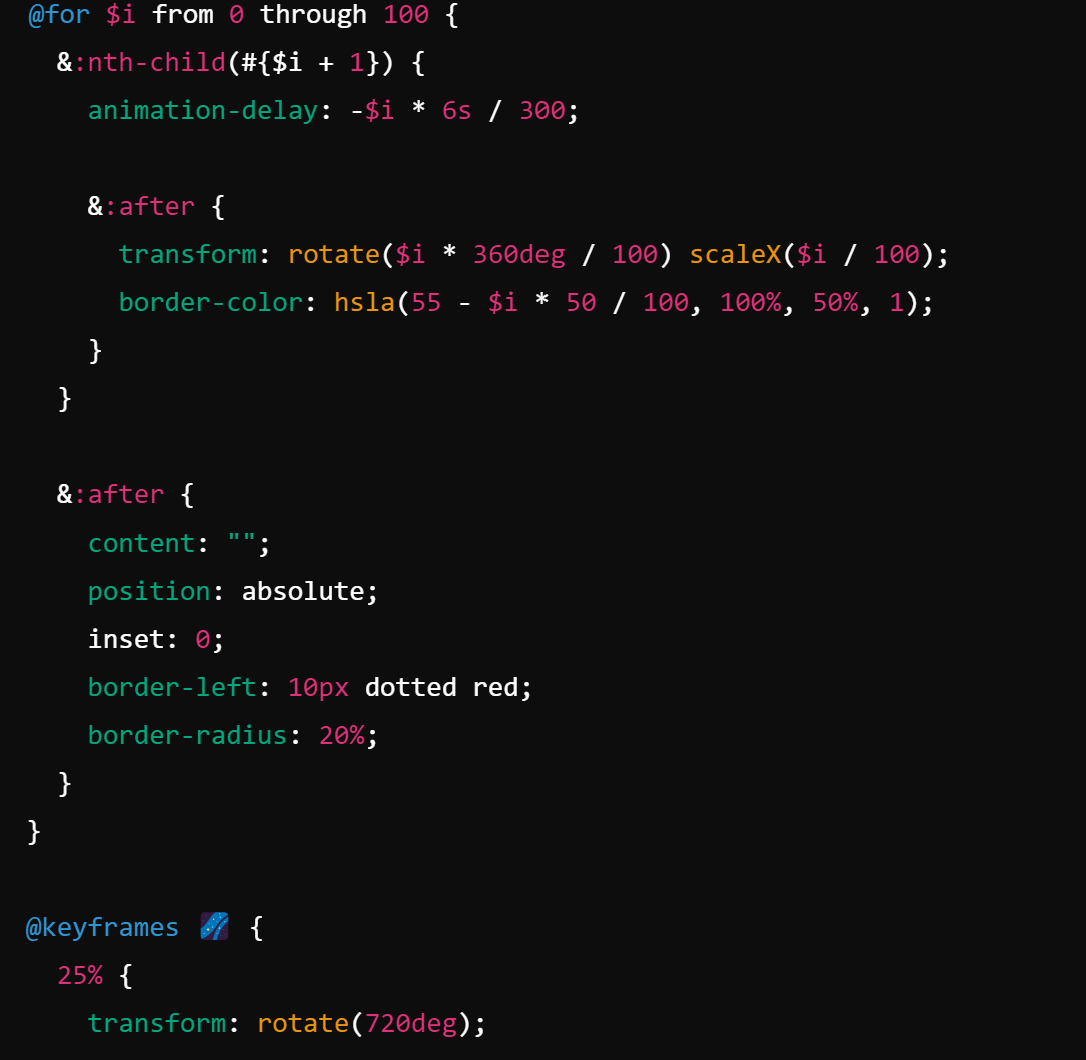 @for $i from 0 through 100 {
&:nth-child(#{$i + 1}) {
animation-delay: -$i * 6s / 300;
&:after {
transform: rotate($i * 360deg / 100) scaleX($i / 100);
border-color: hsla(55 - $i * 50 / 100, 100%, 50%, 1);
}
}
&:after {
content: "";
position: absolute;
inset: 0;
border-left: 10px dotted red;
border-radius: 20%;
}
}
@keyframes 🌌 {
25% {
transform: rotate(720deg);